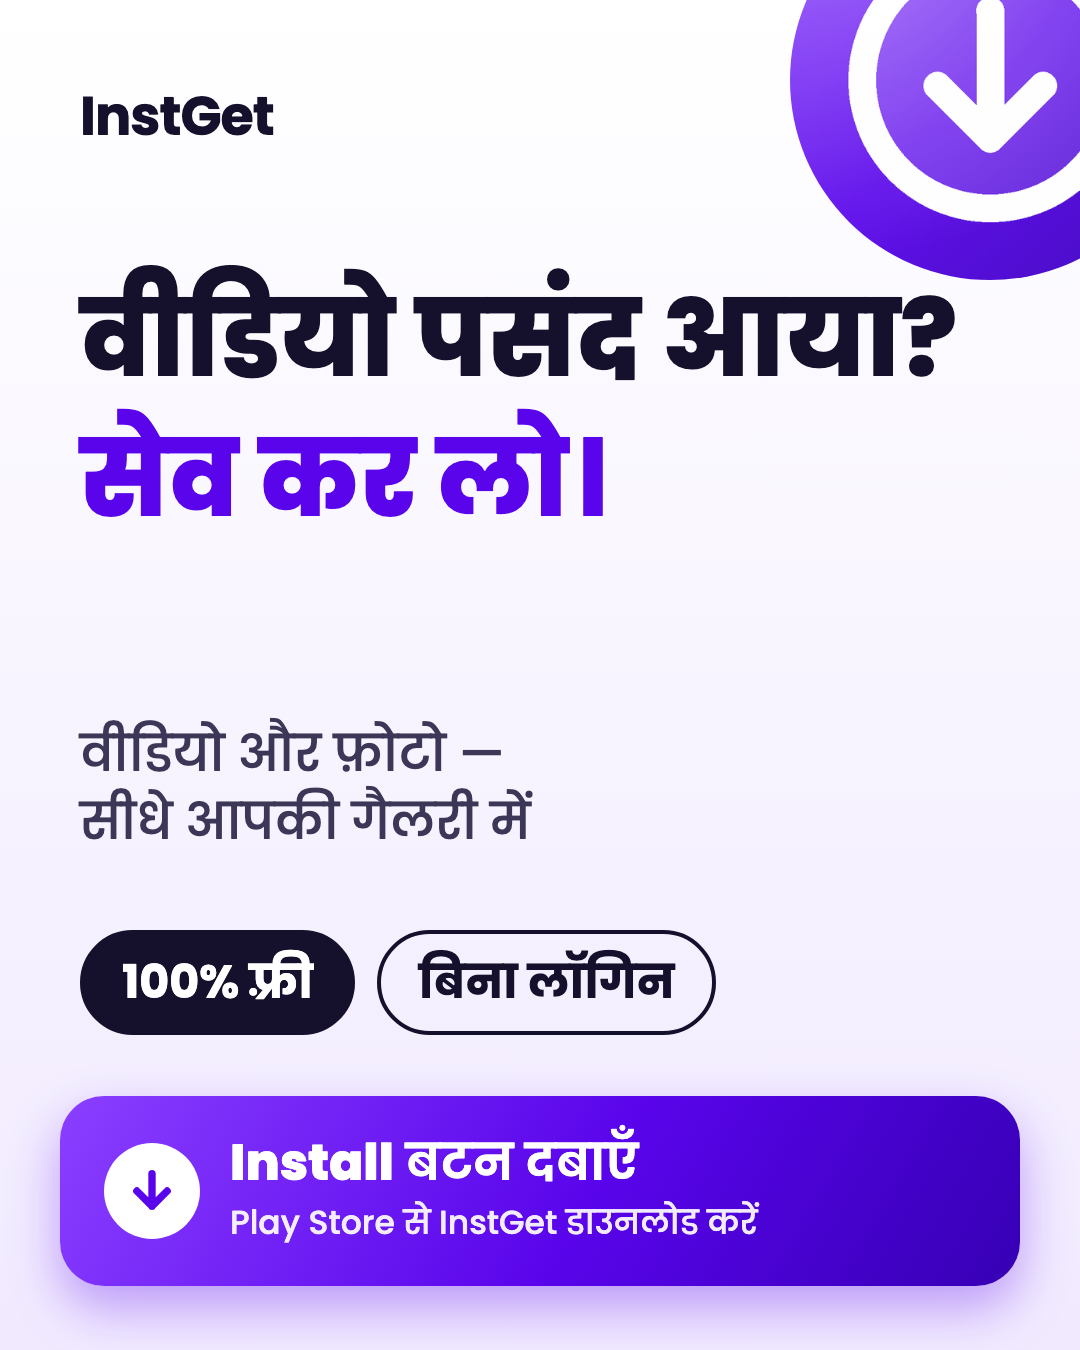 InstGet
वीडियो पसंद आया?
सेव कर लो।
वीडियो और फ़ोटो —
सीधे आपकी गैलरी में
100% फ़्री
बिना लॉगिन
Install बटन दबाएँ
Play Store से InstGet डाउनलोड करें